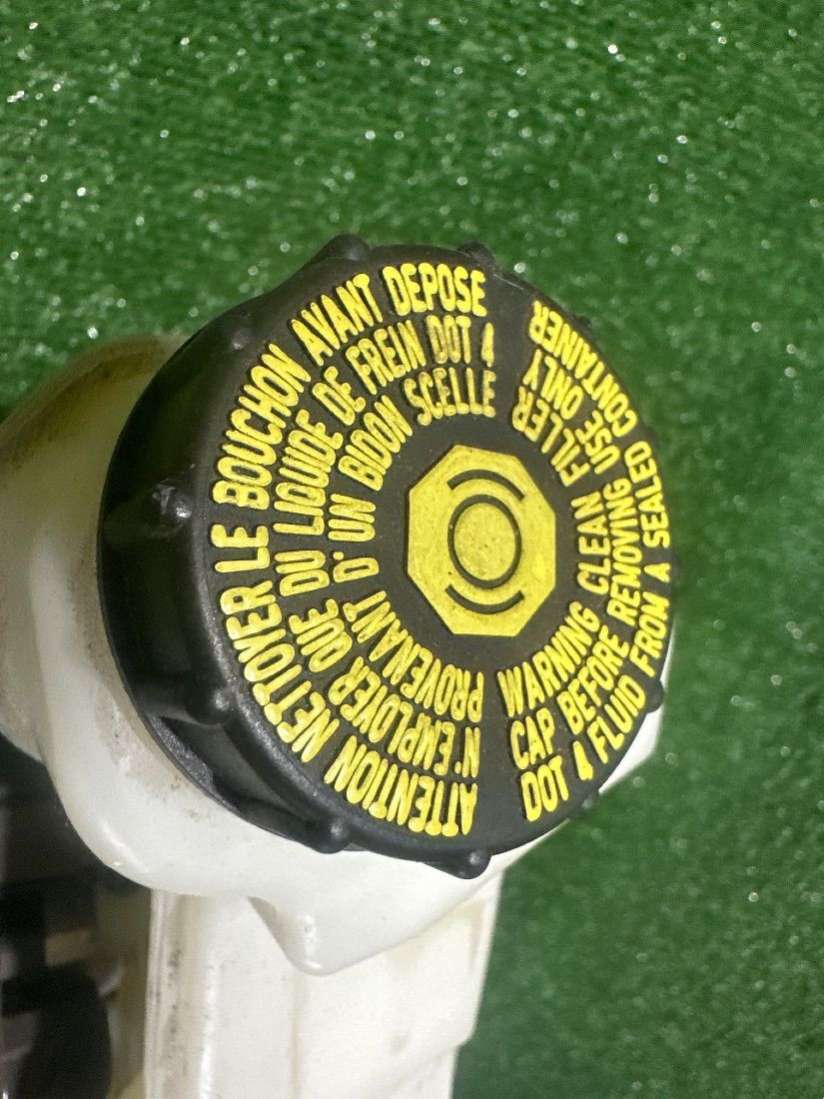 ATTENTION NETTOYER LE BOUCHON AVANT DEPOSE
N'EMPLOYER QUE DU LIQUIDE DE FREIN DOT 4
PROVENANT D'UN BIDON SCELLE
WARNING CLEAN FILLER
CAP BEFORE REMOVING USE ONLY
DOT 4 FLUID FROM A SEALED CONTAINER